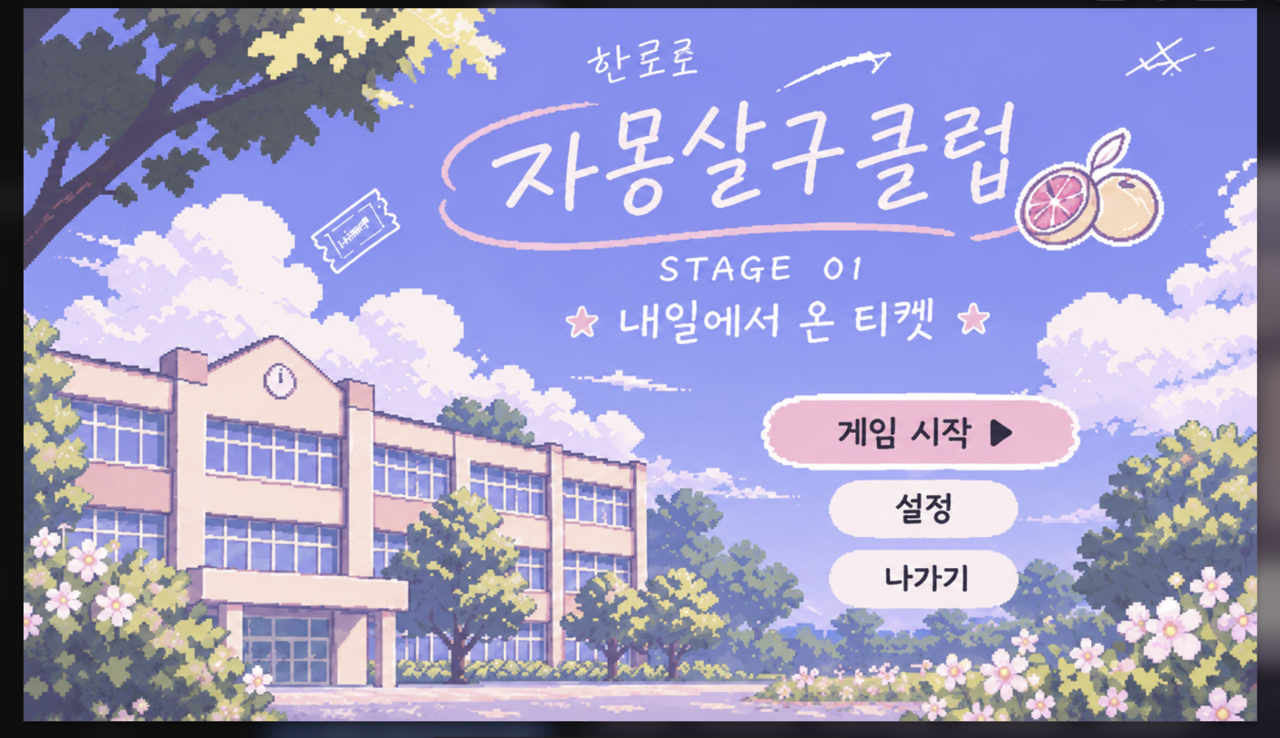 한로로
자몽살구클럽
STAGE 01
내일에서 온 티켓
게임 시작
설정
나가기